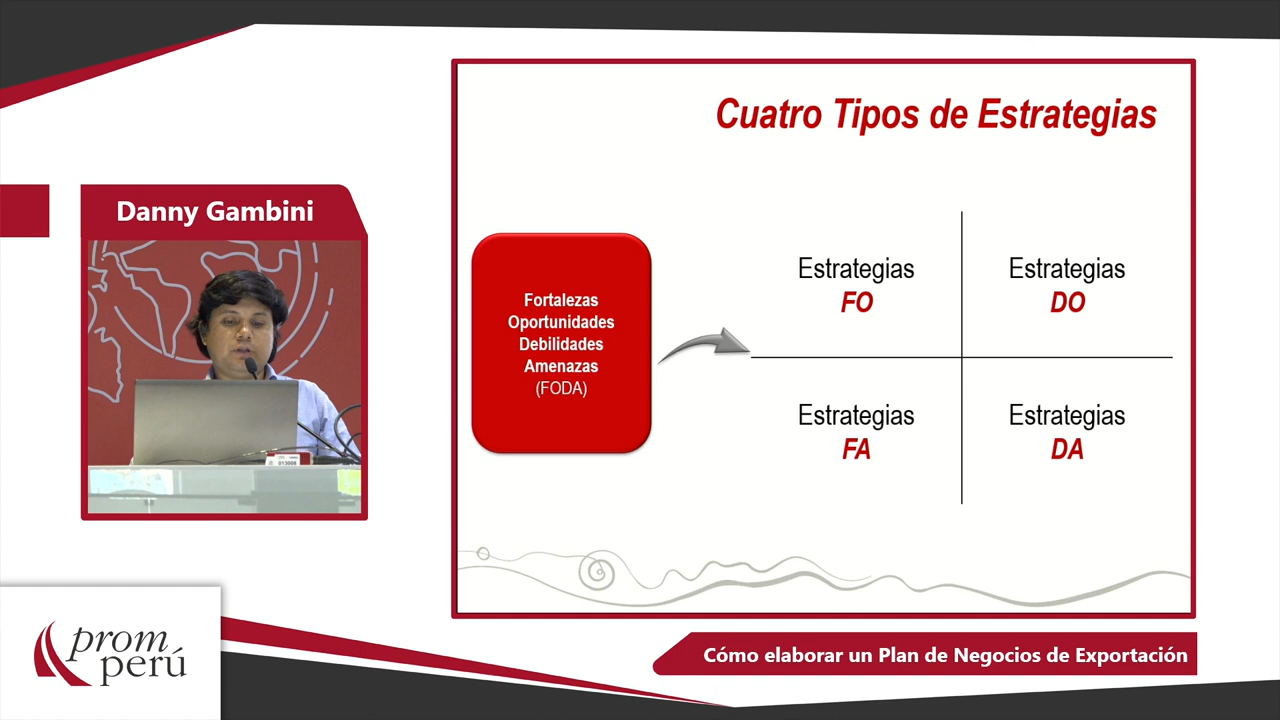 Cuatro Tipos de Estrategias
Danny Gambini
Fortalezas
Oportunidades
Debilidades
Amenazas
(FODA)
Estrategias
FO
Estrategias
DO
Estrategias
FA
Estrategias
DA
prom
perú
Cómo elaborar un Plan de Negocios de Exportación